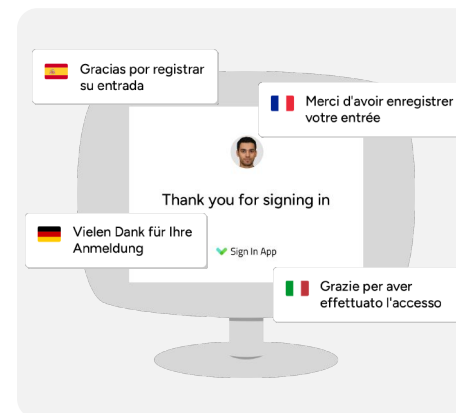 Gracias por registrar
su entrada
Merci d'avoir enregistrer
votre entrée
Thank you for signing in
Vielen Dank für Ihre
Anmeldung
Sign In App
Grazie per aver
effettuato l'accesso